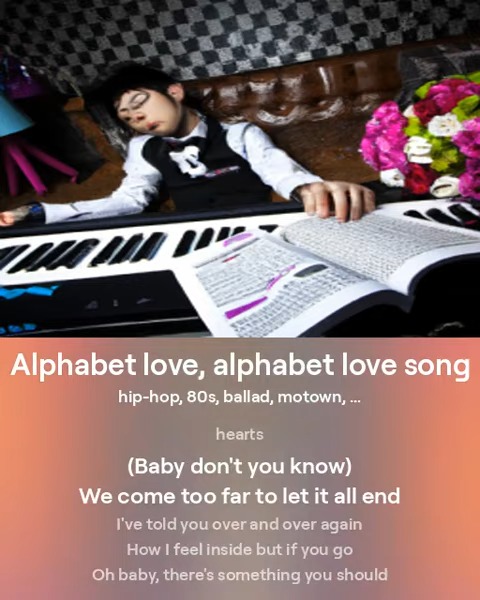 Alphabet love, alphabet love song
hip-hop, 80s, ballad, motown, ...
hearts
(Baby don't you know)
We come too far to let it all end
I've told you over and over again
How I feel inside but if you go
Oh baby, there's something you should